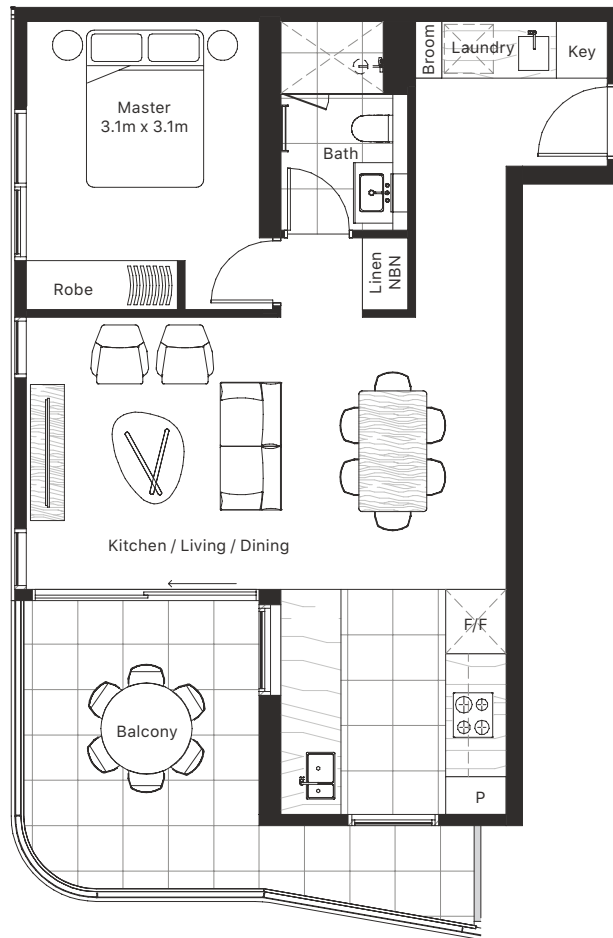 Broom
Laundry
Key
Master
3.1m x 3.1m
Bath
Linen
NBN
Robe
Kitchen / Living / Dining
F/F
Balcony
P